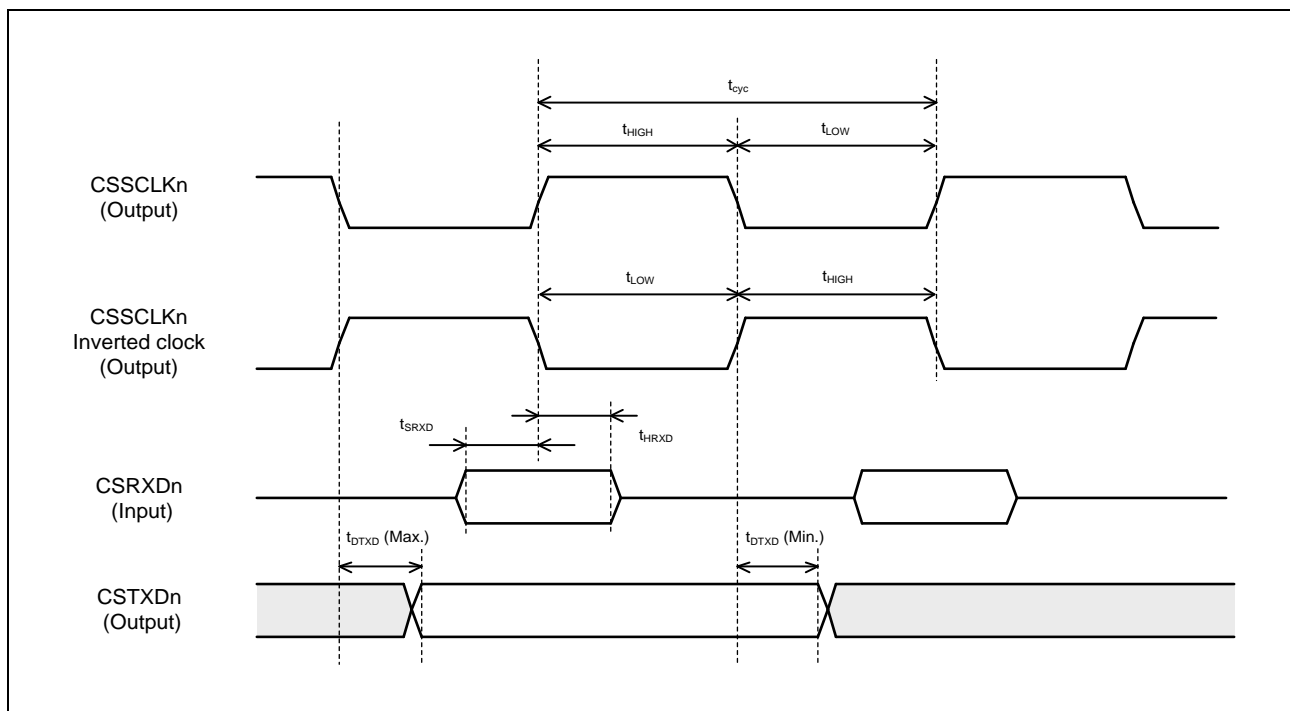 tcyc
tHIGH
tLOW
CSSCLKn
(Output)
tLOW
tHIGH
CSSCLKn
Inverted clock
(Output)
tSRXD
tHRXD
CSRXDn
(Input)
tDTXD (Max.)
tDTXD (Min.)
CSTXDn
(Output)